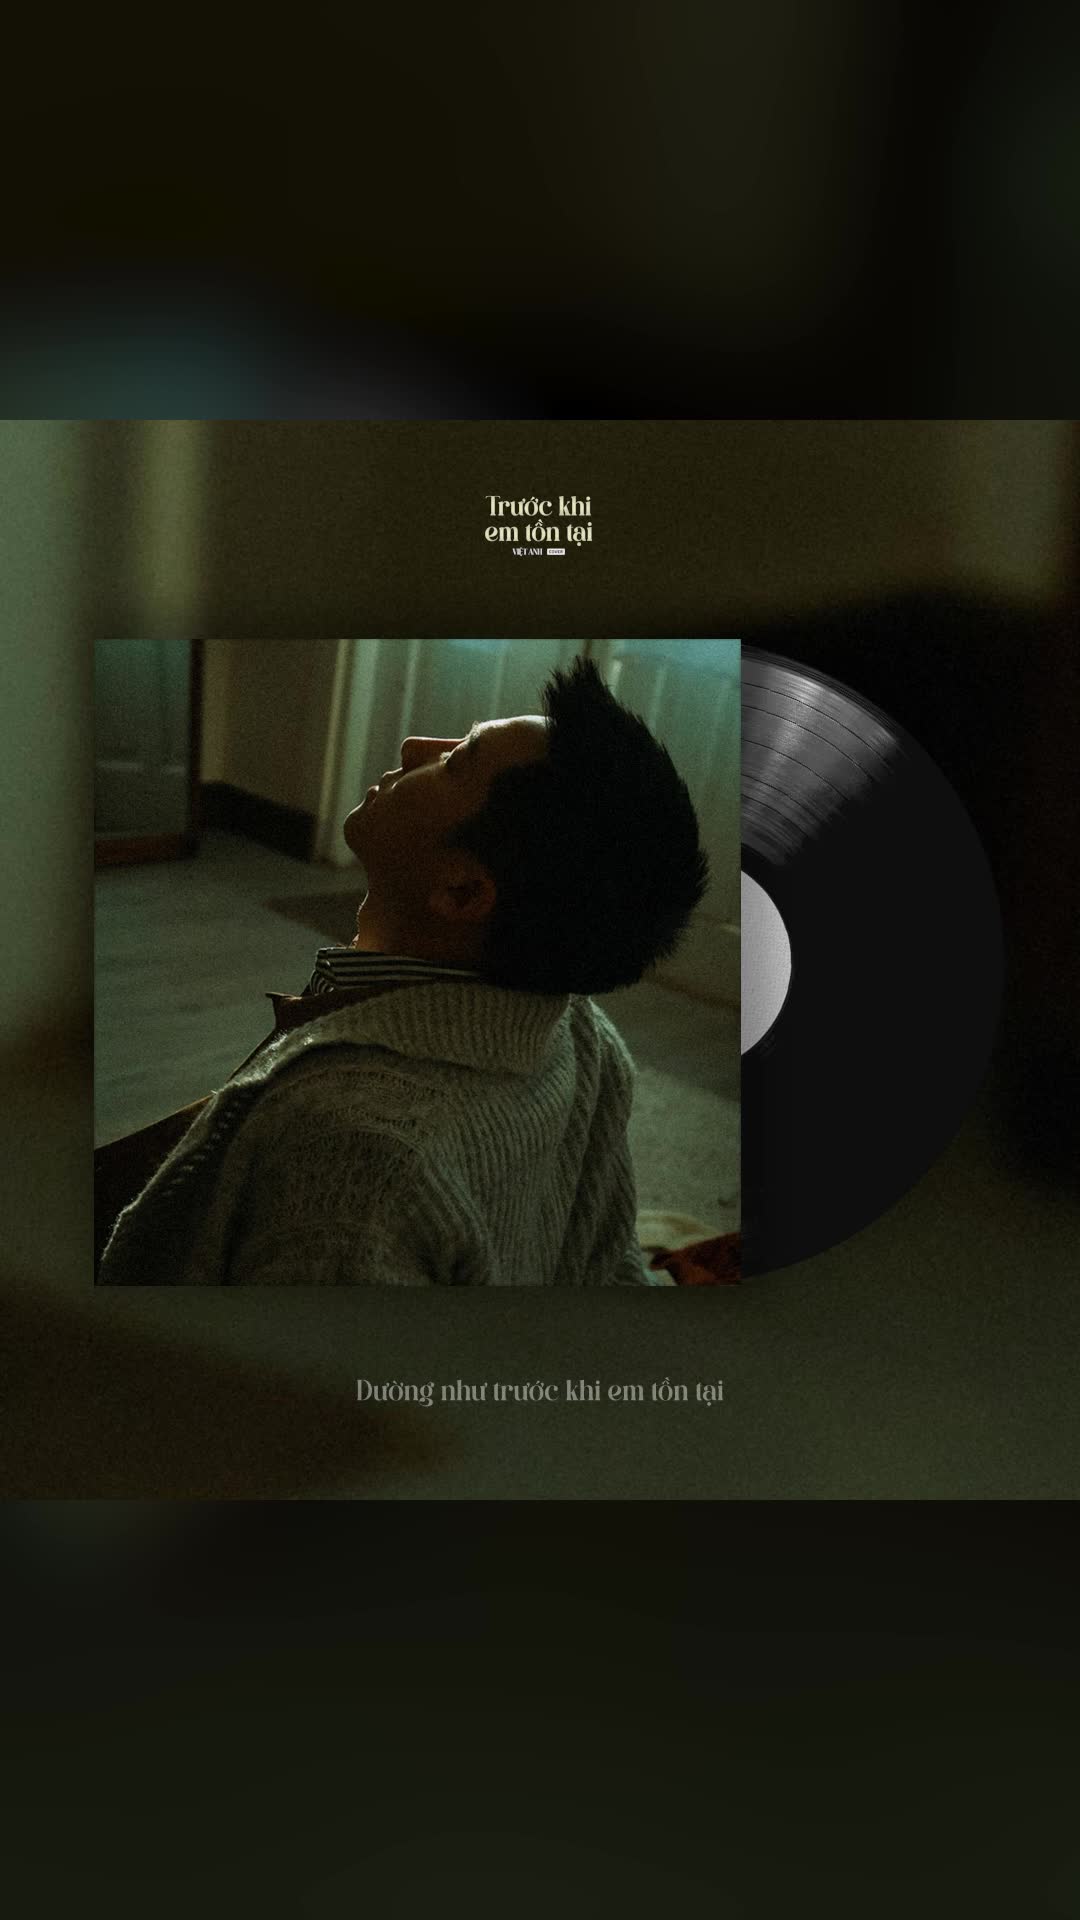 Trước khi
em tồn tại
VIỆT ANH COVER
Dường như trước khi em tồn tại